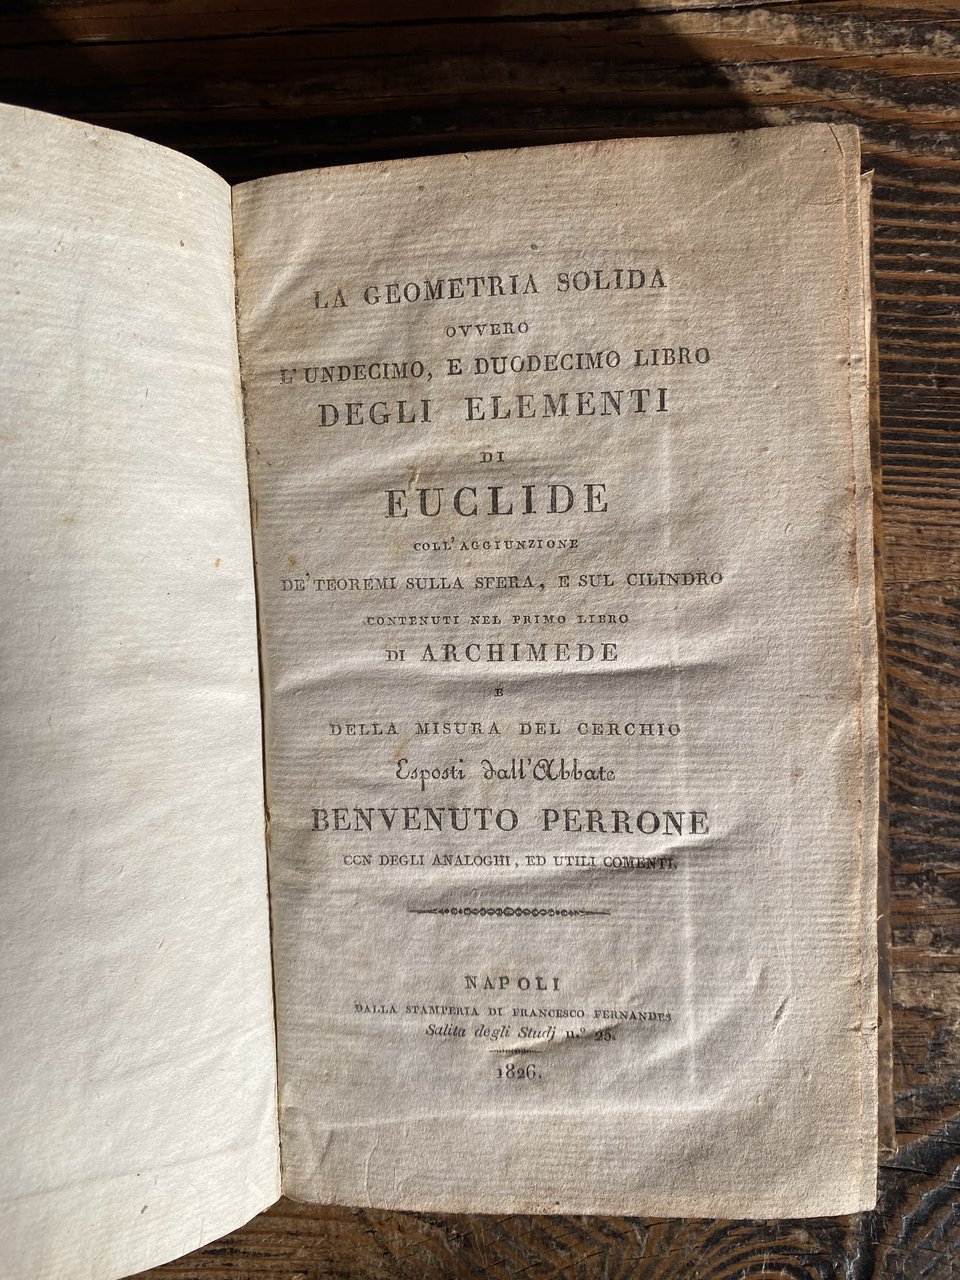 LA GEOMETRIA SOLIDA
OVVERO
L'UNDECIMO, E DUODECIMO LIBRO
DEGLI ELEMENTI
DI
EUCLIDE
COLL'AGGIUNZIONE
DE'TEOREMI SULLA SFERA, E SUL CILINDRO
CONTENUTI NEL PRIMO LIBRO
DI ARCHIMEDE
E
DELLA MISURA DEL CERCHIO
Esposti dall'Abbate
BENVENUTO PERRONE
CCN DEGLI ANALOGHI, ED UTILI COMENTI.
NAPOLI
DALLA STAMPERIA DI FRANCESCO FERNANDES
Salita degli Studj n.º 25.
1826.